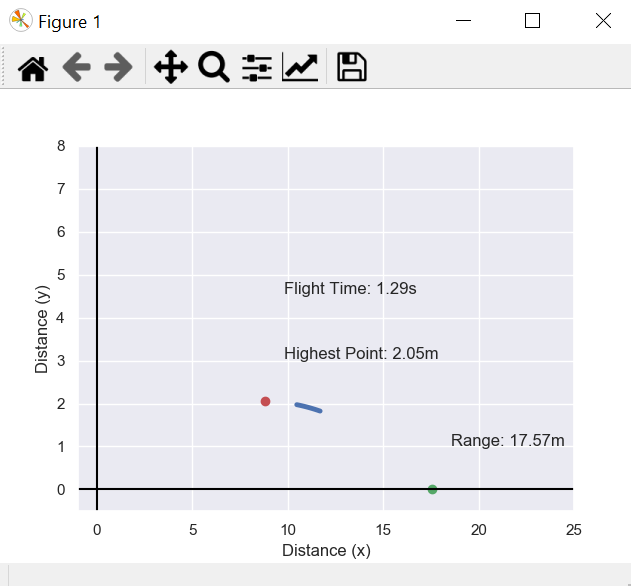 Figure 1
8
7
6
5
4
3
2
1
0
Distance (y)
Flight Time: 1.29s
Highest Point: 2.05m
Range: 17.57m
0 5 10 15 20 25
Distance (x)